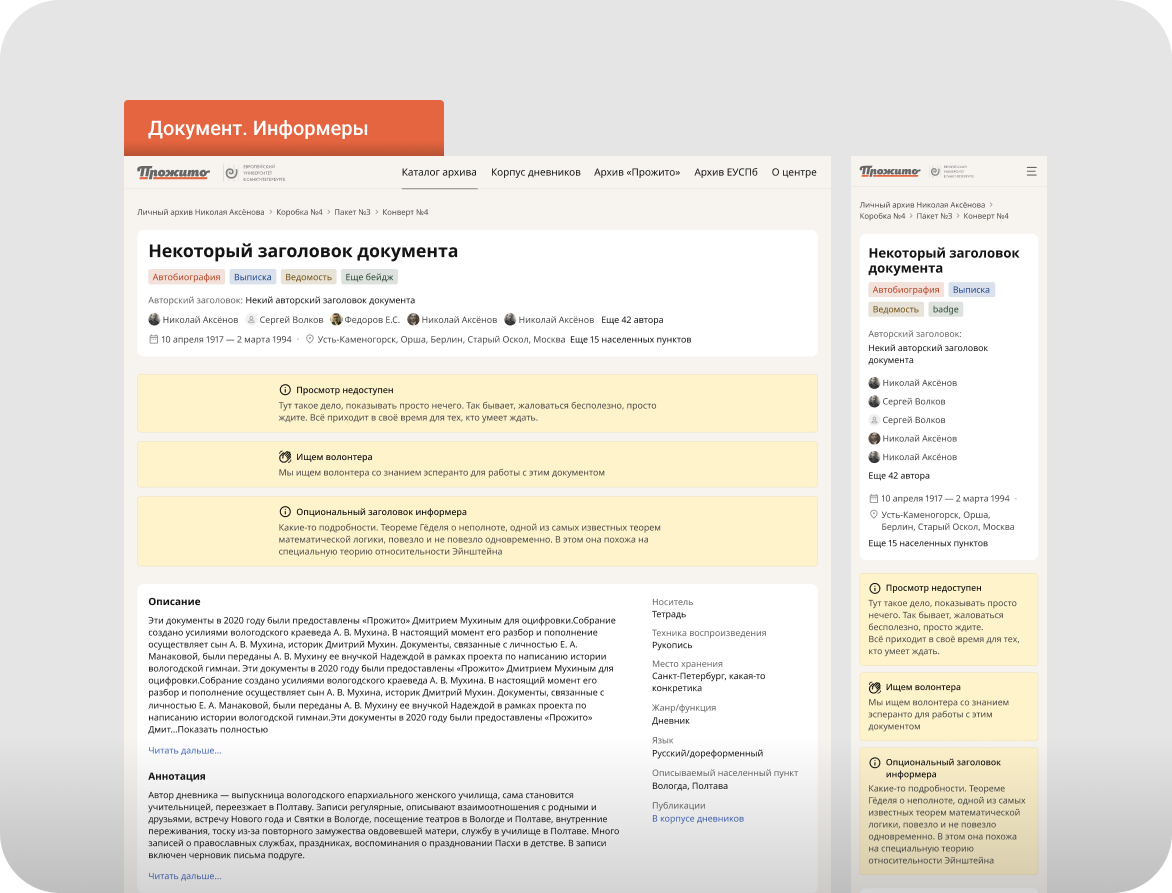 Документ. Информеры
Прожито
ЕВРОПЕЙСКИЙ
УНИВЕРСИТЕТ
В САНКТ-ПЕТЕРБУРГЕ
Каталог архива Корпус дневников Архив «Прожито» Архив ЕУСПб О центре
Личный архив Николая Аксёнова > Коробка №4 > Пакет №3 > Конверт №4
Некоторый заголовок документа
Автобиография Выписка Ведомость Еще бейдж
Авторский заголовок: Некий авторский заголовок документа
Николай Аксёнов Сергей Волков Федоров Е.С. Николай Аксёнов Николай Аксёнов Еще 42 автора
10 апреля 1917 — 2 марта 1994 · Усть-Каменогорск, Орша, Берлин, Старый Оскол, Москва Еще 15 населенных пунктов
Просмотр недоступен
Тут такое дело, показывать просто нечего. Так бывает, жаловаться бесполезно, просто
ждите. Всё приходит в своё время для тех, кто умеет ждать.
Ищем волонтера
Мы ищем волонтера со знанием эсперанто для работы с этим документом
Опциональный заголовок информера
Какие-то подробности. Теореме Гёделя о неполноте, одной из самых известных теорем
математической логики, повезло и не повезло одновременно. В этом она похожа на
специальную теорию относительности Эйнштейна
Описание
Эти документы в 2020 году были предоставлены «Прожито» Дмитрием Мухиным для оцифровки.Собрание
создано усилиями вологодского краеведа А. В. Мухина. В настоящий момент его разбор и пополнение
осуществляет сын А. В. Мухина, историк Дмитрий Мухин. Документы, связанные с личностью Е. А.
Манаковой, были переданы А. В. Мухину ее внучкой Надеждой в рамках проекта по написанию истории
вологодской гимнаи. Эти документы в 2020 году были предоставлены «Прожито» Дмитрием Мухиным для
оцифровки.Собрание создано усилиями вологодского краеведа А. В. Мухина. В настоящий момент его
разбор и пополнение осуществляет сын А. В. Мухина, историк Дмитрий Мухин. Документы, связанные с
личностью Е. А. Манаковой, были переданы А. В. Мухину ее внучкой Надеждой в рамках проекта по
написанию истории вологодской гимнаи.Эти документы в 2020 году были предоставлены «Прожито»
Дмит...Показать полностью
Читать дальше...
Аннотация
Автор дневника — выпускница вологодского епархиального женского училища, сама становится
учительницей, переезжает в Полтаву. Записи регулярные, описывают взаимоотношения с родными и
друзьями, встречу Нового года и Святки в Вологде, посещение театров в Вологде и Полтаве, внутренние
переживания, тоску из-за повторного замужества овдовевшей матери, службу в училище в Полтаве. Много
записей о православных службах, праздниках, воспоминания о праздновании Пасхи в детстве. В записи
включен черновик письма подруге.
Читать дальше...
Носитель
Тетрадь
Техника воспроизведения
Рукопись
Место хранения
Санкт-Петербург, какая-то
конкретика
Жанр/функция
Дневник
Язык
Русский/дореформенный
Описываемый населенный пункт
Вологда, Полтава
Публикации
В корпусе дневников
Прожито
ЕВРОПЕЙСКИЙ
УНИВЕРСИТЕТ
В САНКТ-ПЕТЕРБУРГЕ
Личный архив Николая Аксёнова >
Коробка №4 > Пакет №3 > Конверт №4
Некоторый заголовок
документа
Автобиография Выписка
Ведомость badge
Авторский заголовок:
Некий авторский заголовок
документа
Николай Аксёнов
Сергей Волков
Сергей Волков
Николай Аксёнов
Николай Аксёнов
Еще 42 автора
10 апреля 1917 — 2 марта 1994 ·
Усть-Каменогорск, Орша,
Берлин, Старый Оскол, Москва
Еще 15 населенных пунктов
Просмотр недоступен
Тут такое дело, показывать просто
нечего. Так бывает, жаловаться
бесполезно, просто ждите.
Всё приходит в своё время для тех,
кто умеет ждать.
Ищем волонтера
Мы ищем волонтера со знанием
эсперанто для работы с этим
документом
Опциональный заголовок
информера
Какие-то подробности. Теореме
Гёделя о неполноте, одной из самых
известных теорем математической
логики, повезло и не повезло
одновременно. В этом она похожа
на специальную теорию
относительности Эйнштейна